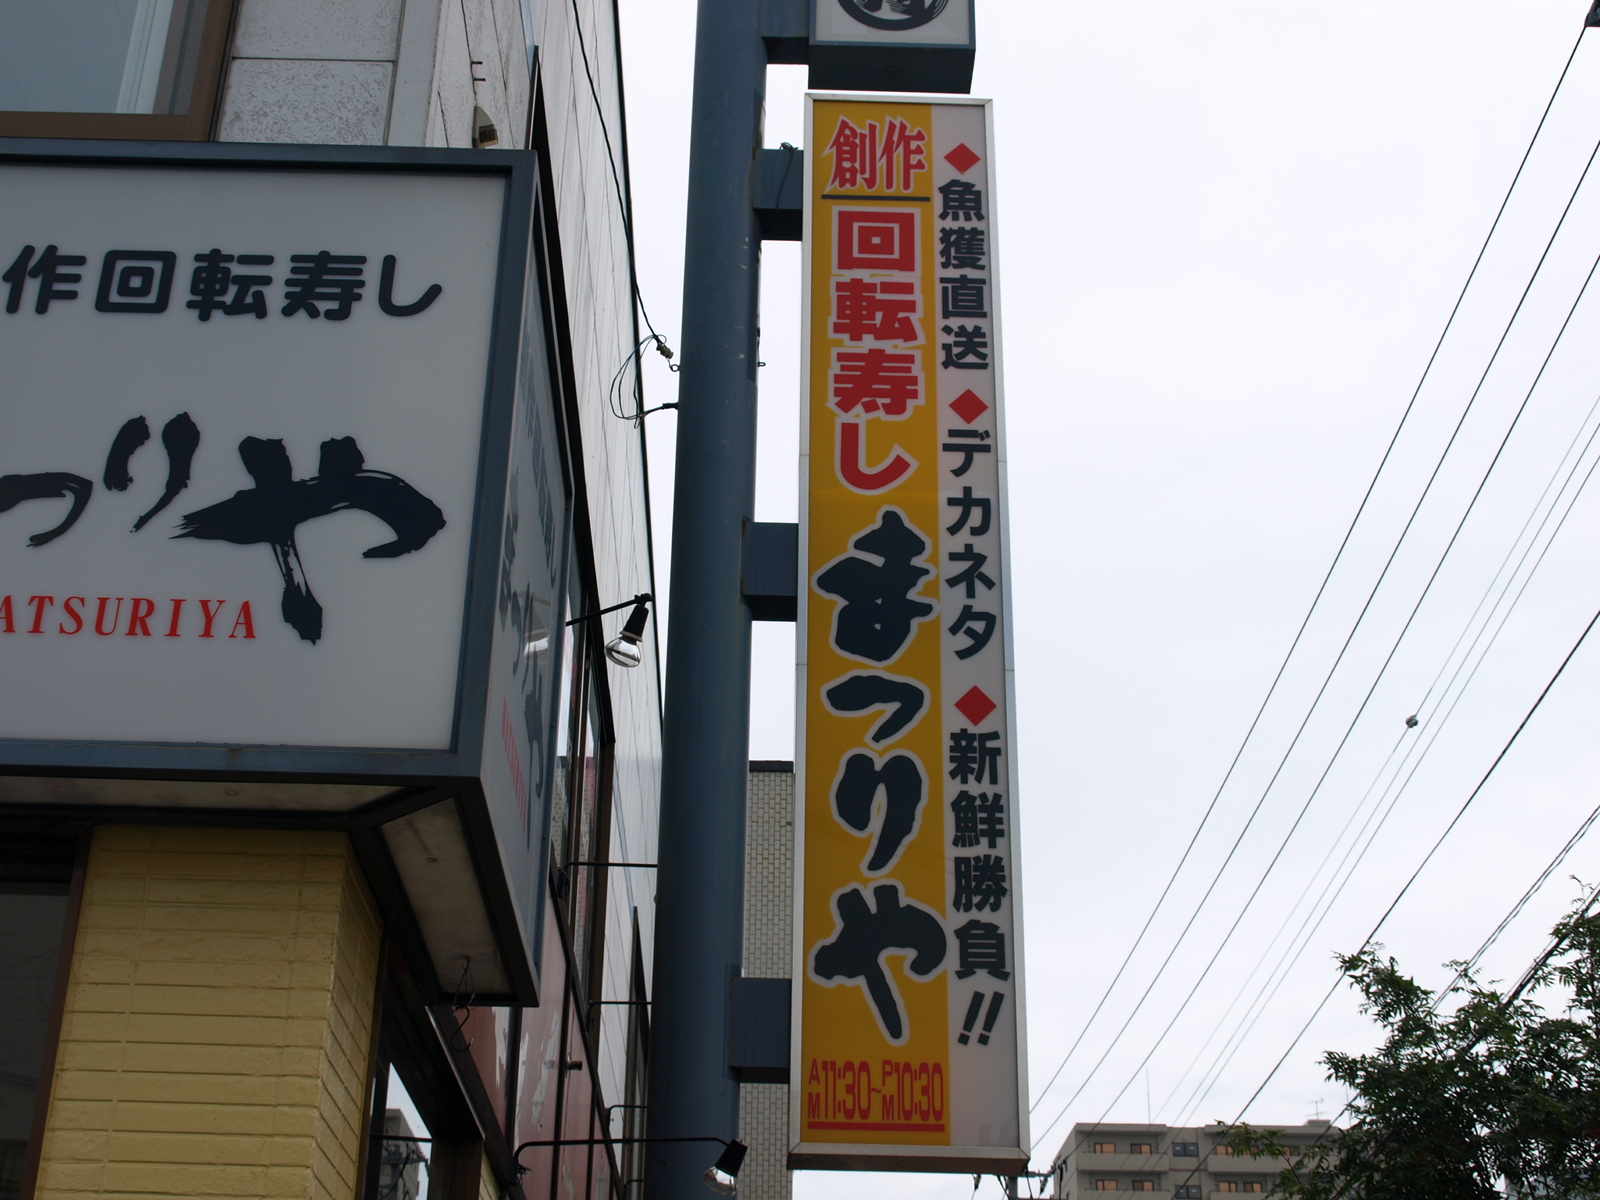 作回転寿し
つりや
ATSURIYA
創作
回転寿し
まつりや
AM11:30~PM10:30
◆魚獲直送 ◆デカネタ ◆新鮮勝負!!